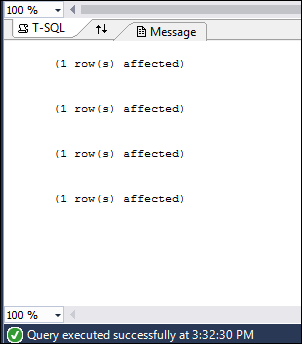 100 %
T-SQL
Message
(1 row(s) affected)
(1 row(s) affected)
(1 row(s) affected)
(1 row(s) affected)
100 %
Query executed successfully at 3:32:30 PM